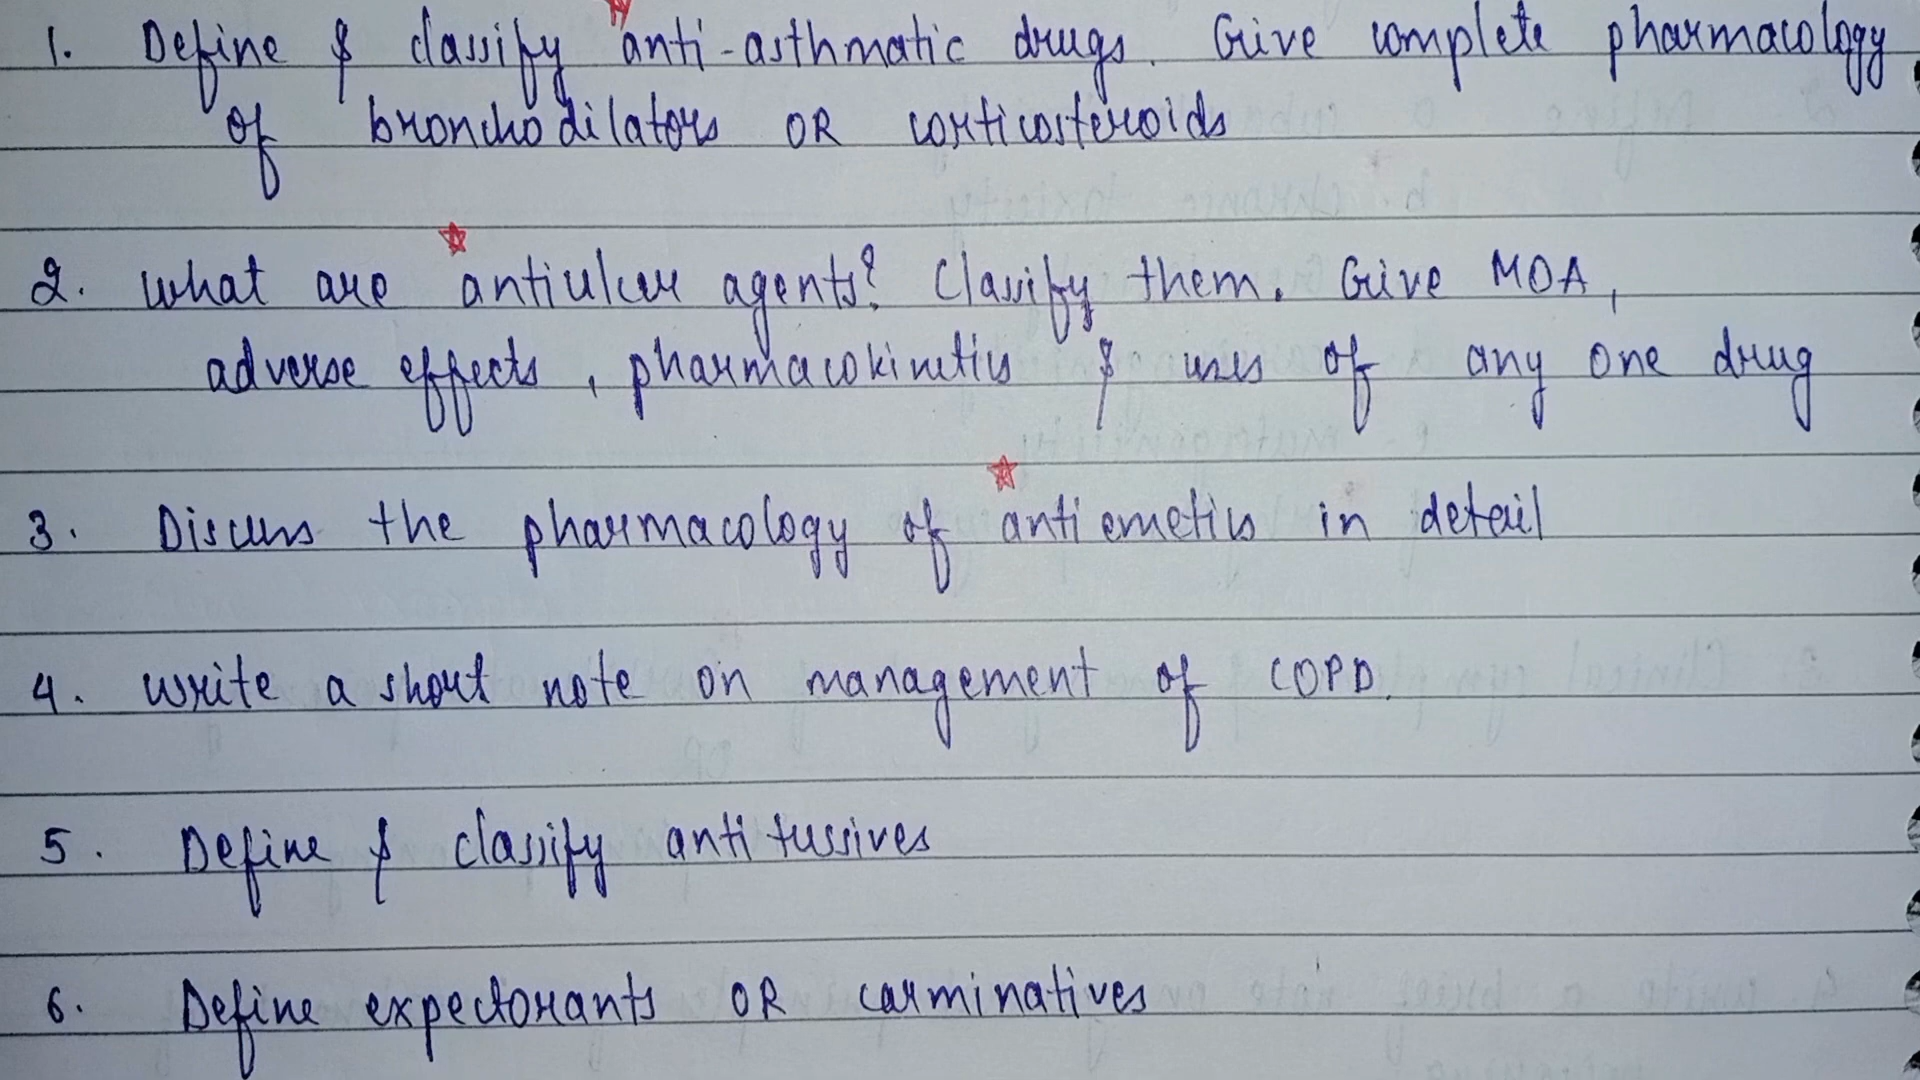 1. Define & classify anti-asthmatic drugs. Give complete pharmacology
of bronchodilators OR corticosteroids
2. What are antiulcer agents? Classify them. Give MOA,
adverse effects, pharmacokinetics & uses of any one drug
3. Discuss the pharmacology of antiemetics in detail
4. Write a short note on management of COPD.
5. Define & classify antitussives
6. Define expectorants OR carminatives